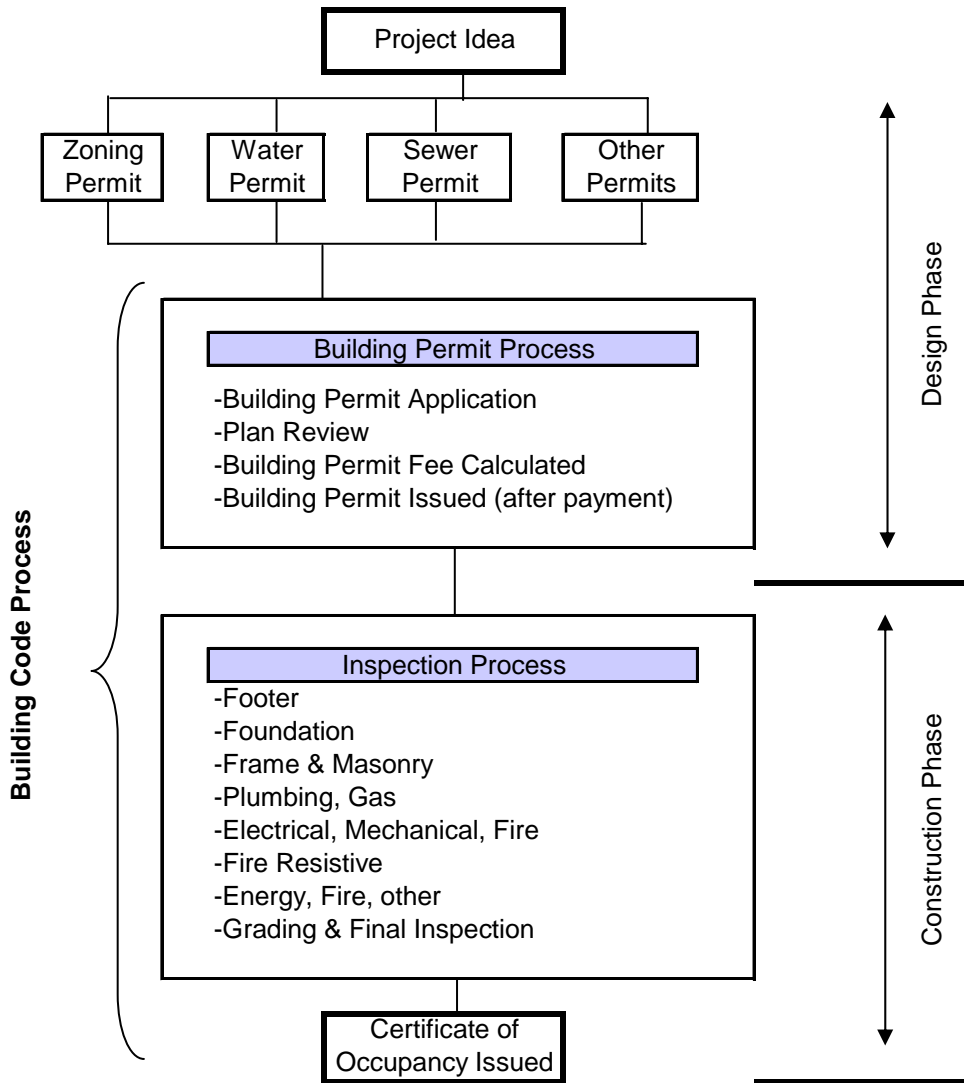 Project Idea
Zoning
Permit
Water
Permit
Sewer
Permit
Other
Permits
Building Permit Process
-Building Permit Application
-Plan Review
-Building Permit Fee Calculated
-Building Permit Issued (after payment)
Design Phase
Building Code Process
Inspection Process
-Footer
-Foundation
-Frame & Masonry
-Plumbing, Gas
-Electrical, Mechanical, Fire
-Fire Resistive
-Energy, Fire, other
-Grading & Final Inspection
Construction Phase
Certificate of
Occupancy Issued